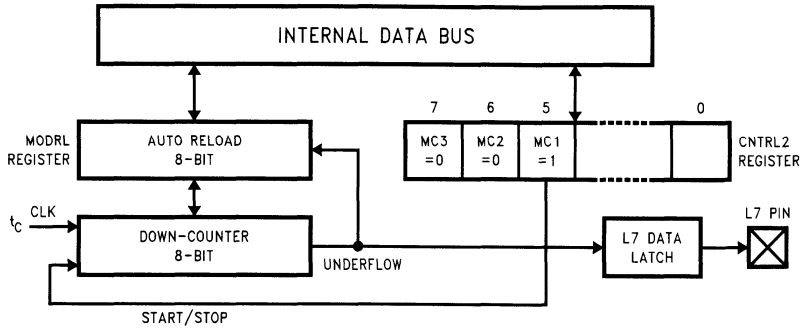 INTERNAL DATA BUS
7 6 5 0
MODRL
REGISTER
AUTO RELOAD
8-BIT
MC3
=0
MC2
=0
MC1
=1
CNTRL2
REGISTER
tC CLK
DOWN-COUNTER
8-BIT
UNDERFLOW
L7 DATA
LATCH
L7 PIN
START/STOP